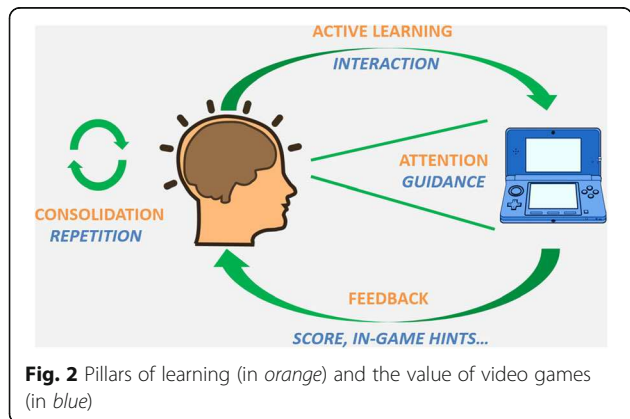 ACTIVE LEARNING
INTERACTION
ATTENTION
GUIDANCE
CONSOLIDATION
REPETITION
FEEDBACK
SCORE, IN-GAME HINTS...
Fig. 2 Pillars of learning (in orange) and the value of video games
(in blue)